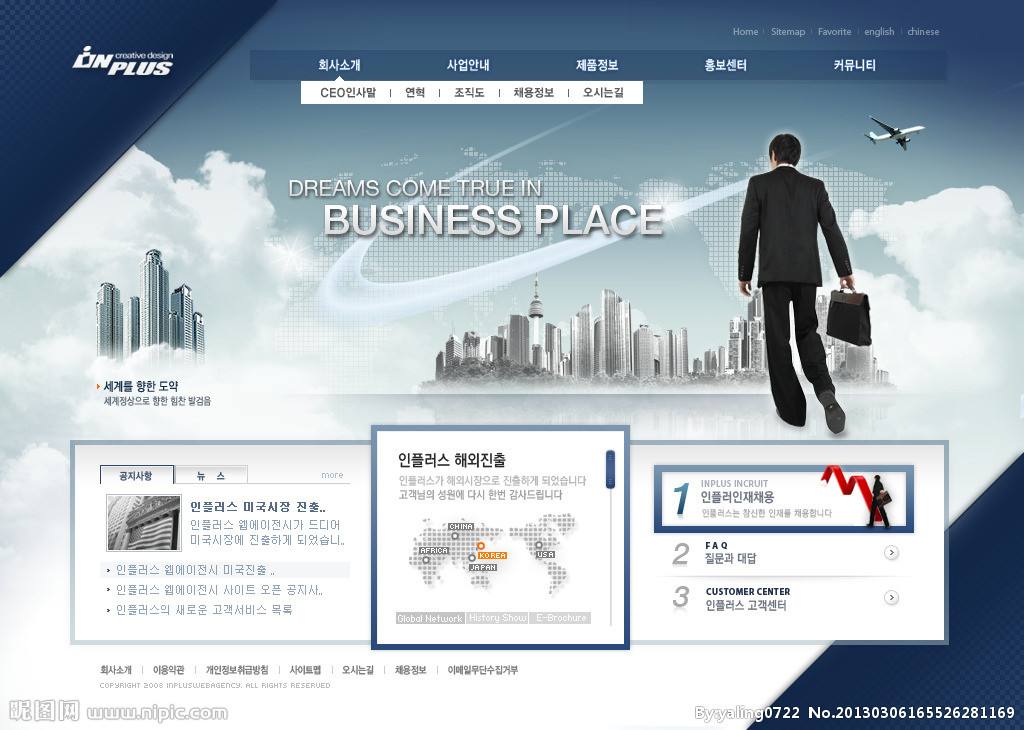 iON PLUS creative design
Home Sitemap Favorite english chinese
회사소개 사업안내 제품정보 홍보센터 커뮤니티
CEO인사말 연혁 조직도 채용정보 오시는길
DREAMS COME TRUE IN
BUSINESS PLACE
세계를 향한 도약
세계정상으로 향한 힘찬 발걸음
공지사항 뉴 스 more
인플러스 미국시장 진출..
인플러스 웹에이전시가 드디어
미국시장에 진출하게 되었습니..
인플러스 웹에이전시 미국진출 ..
인플러스 웹에이전시 사이트 오픈 공지사..
인플러스의 새로운 고객서비스 목록
인플러스 해외진출
인플러스가 해외시장으로 진출하게 되었습니다
고객님의 성원에 다시 한번 감사드립니다
CHINA
AFRICA
KOREA
JAPAN
USA
Global Network History Show E-Brochure
1 INPLUS INCRUIT
인플러인재채용
인플러스는 참신한 인재를 채용합니다
2 FAQ
질문과 대답
3 CUSTOMER CENTER
인플러스 고객센터
회사소개 이용약관 개인정보취급방침 사이트맵 오시는길 채용정보 이메일무단수집거부
COPYRIGHT 2008 INPLUSWEBAGENCY. ALL RIGHTS RESERVED
昵图网 www.nipic.com
By:yaling0722 No.20130306165526281169